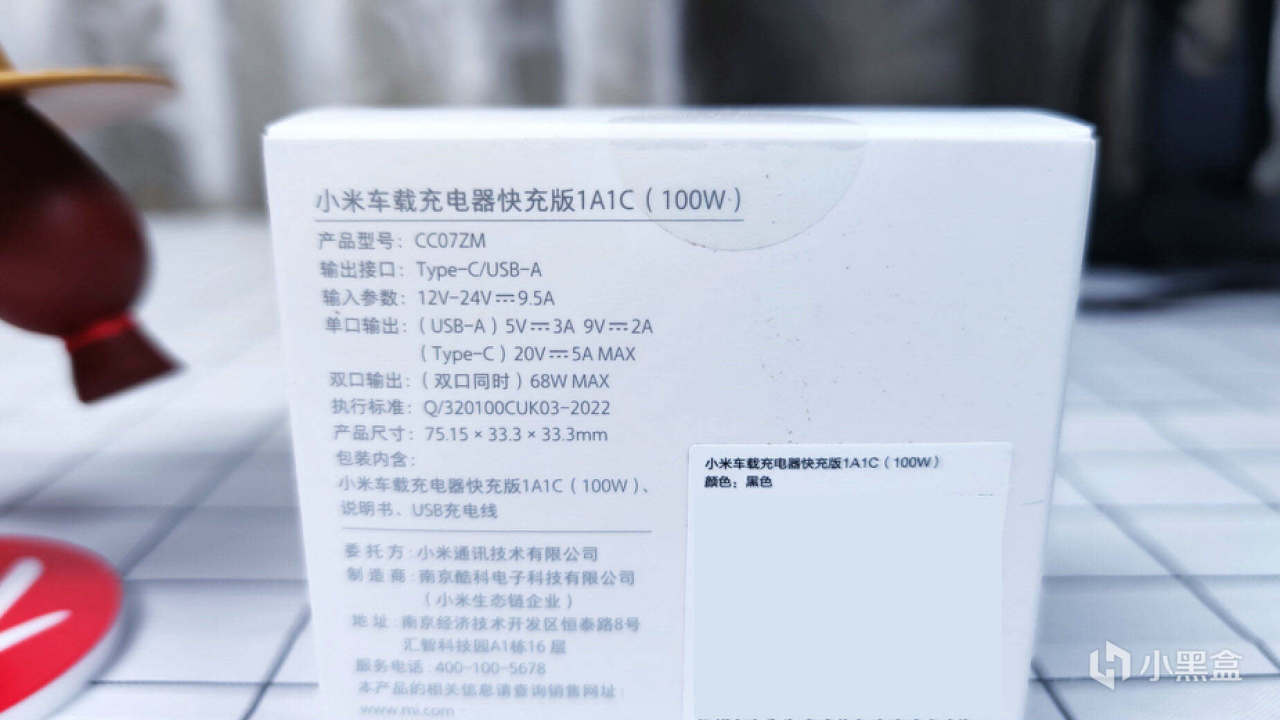 小米车载充电器快充版1A1C（100W）
产品型号：CC07ZM
输出接口：Type-C/USB-A
输入参数：12V-24V⎓9.5A
单口输出：（USB-A）5V⎓3A 9V⎓2A
（Type-C）20V⎓5A MAX
双口输出：（双口同时）68W MAX
执行标准：Q/320100CUK03-2022
产品尺寸：75.15×33.3×33.3mm
包装内含：
小米车载充电器快充版1A1C（100W）、
说明书、USB充电线
委托方：小米通讯技术有限公司
制造商：南京酷科电子科技有限公司
（小米生态链企业）
地址：南京经济技术开发区恒泰路8号
汇智科技园A1栋16层
服务电话：400-100-5678
本产品的相关信息请查询销售网址：
www.mi.com
小米车载充电器快充版1A1C（100W）
颜色：黑色
小黑盒